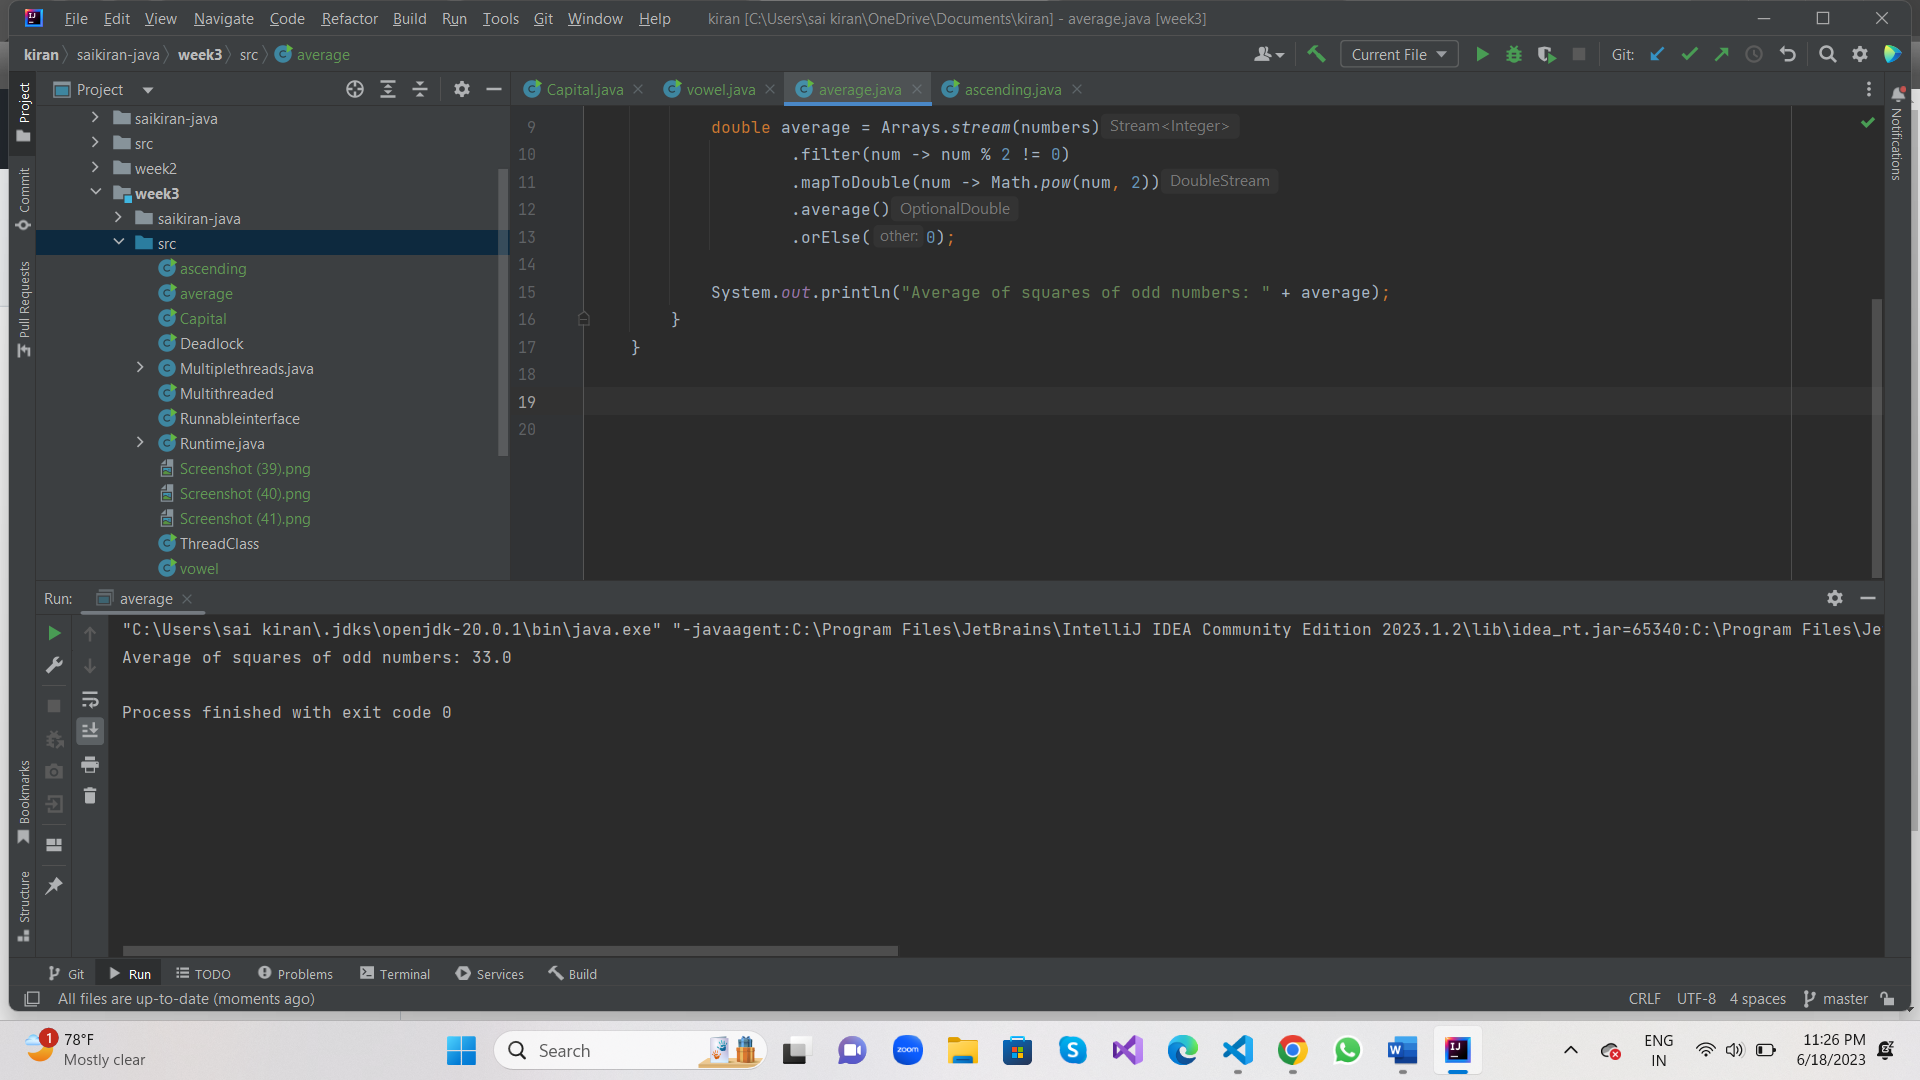 File Edit View Navigate Code Refactor Build Run Tools Git Window Help kiran [C:\Users\sai kiran\OneDrive\Documents\kiran] - average.java [week3]
kiran saikiran-java week3 src average Current File Git:
Project
Capital.java vowel.java average.java ascending.java
saikiran-java
src
week2
week3
saikiran-java
src
ascending
average
Capital
Deadlock
Multiplethreads.java
Multithreaded
Runnableinterface
Runtime.java
Screenshot (39).png
Screenshot (40).png
Screenshot (41).png
ThreadClass
vowel
9 double average = Arrays.stream(numbers) Stream<Integer>
10 .filter(num -> num % 2 != 0)
11 .mapToDouble(num -> Math.pow(num, 2)) DoubleStream
12 .average() OptionalDouble
13 .orElse( other: 0);
14
15 System.out.println("Average of squares of odd numbers: " + average);
16 }
17 }
18
19
20
Project
Commit
Pull Requests
Bookmarks
Structure
Notifications
Run: average
"C:\Users\sai kiran\.jdks\openjdk-20.0.1\bin\java.exe" "-javaagent:C:\Program Files\JetBrains\IntelliJ IDEA Community Edition 2023.1.2\lib\idea_rt.jar=65340:C:\Program Files\Je
Average of squares of odd numbers: 33.0
Process finished with exit code 0
Git Run TODO Problems Terminal Services Build
All files are up-to-date (moments ago) CRLF UTF-8 4 spaces master
1 78°F
Mostly clear
Search
zoom
ENG
IN
11:26 PM
6/18/2023